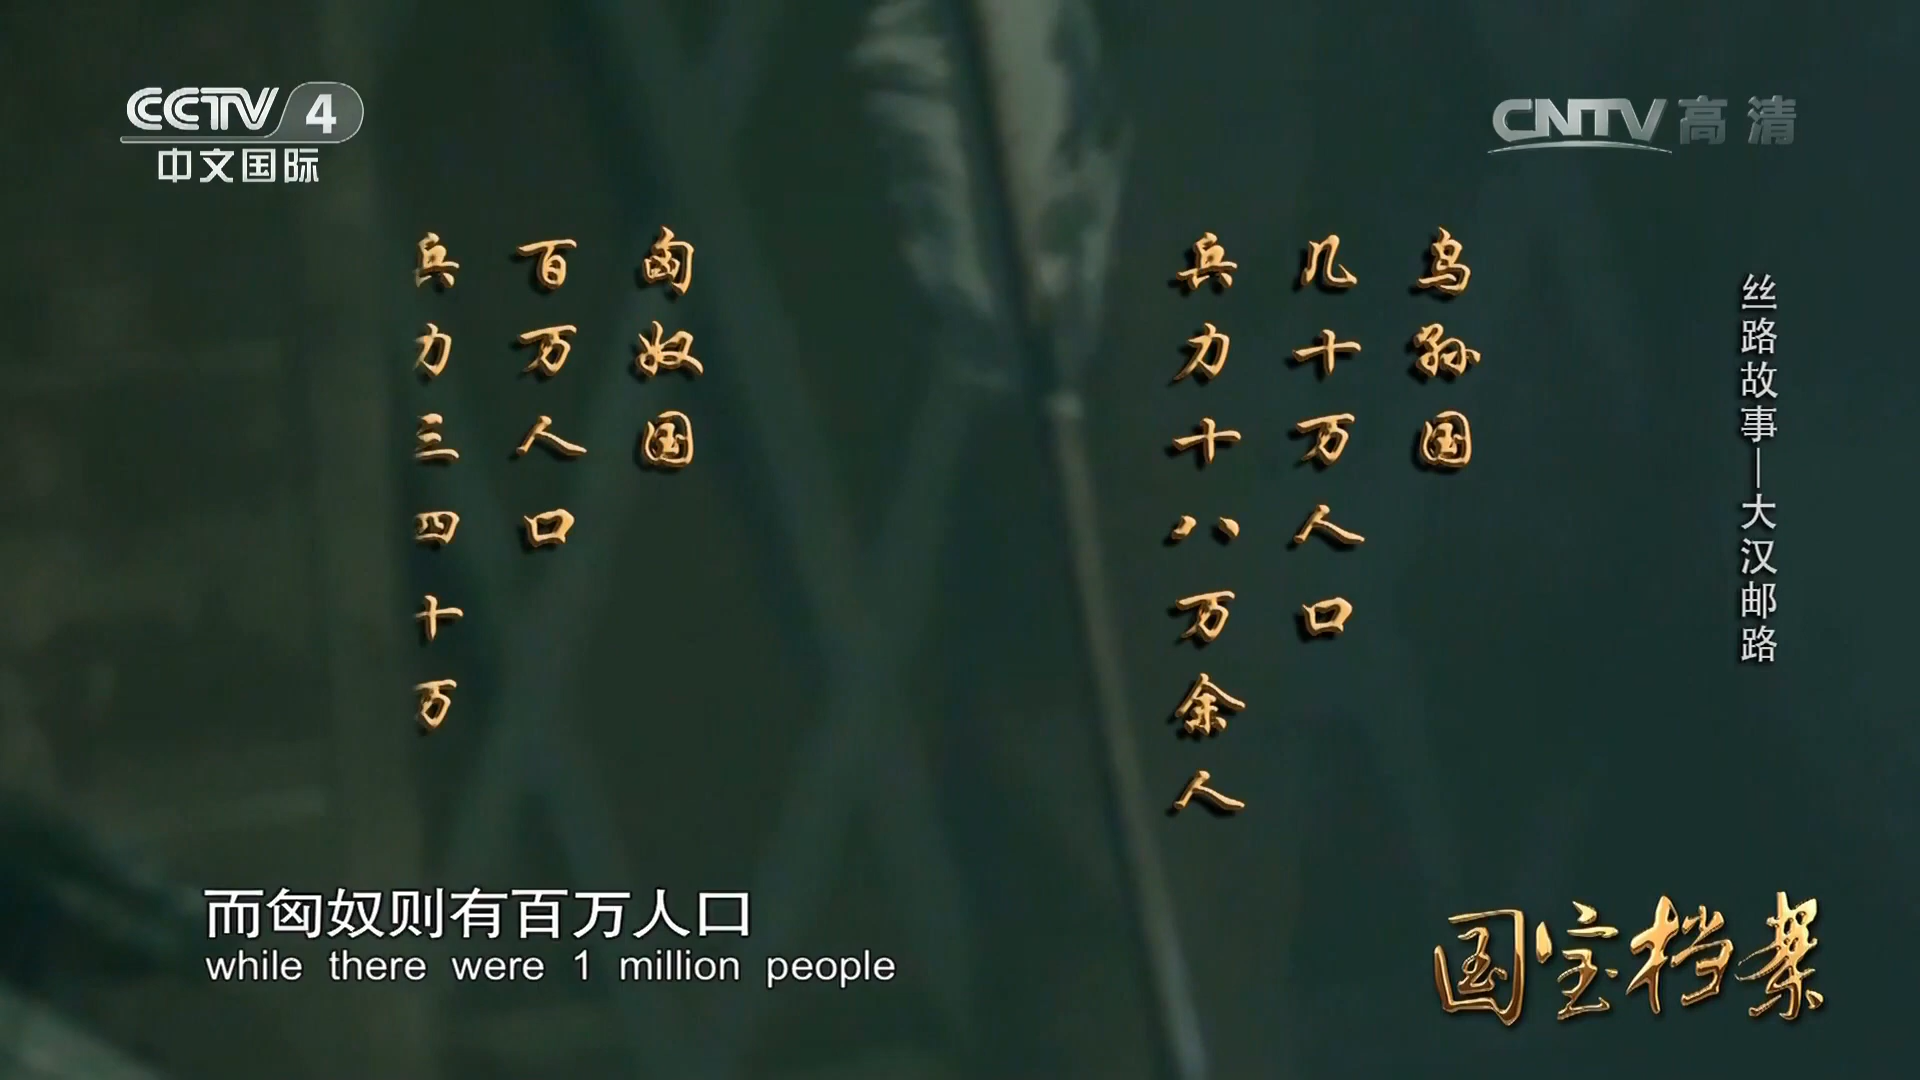 CCTV 4
中文国际
CNTV 高清
乌孙国
几十万人口
兵力十八万余人
匈奴国
百万人口
兵力三四十万
丝路故事—大汉邮路
而匈奴则有百万人口
while there were 1 million people
国宝档案